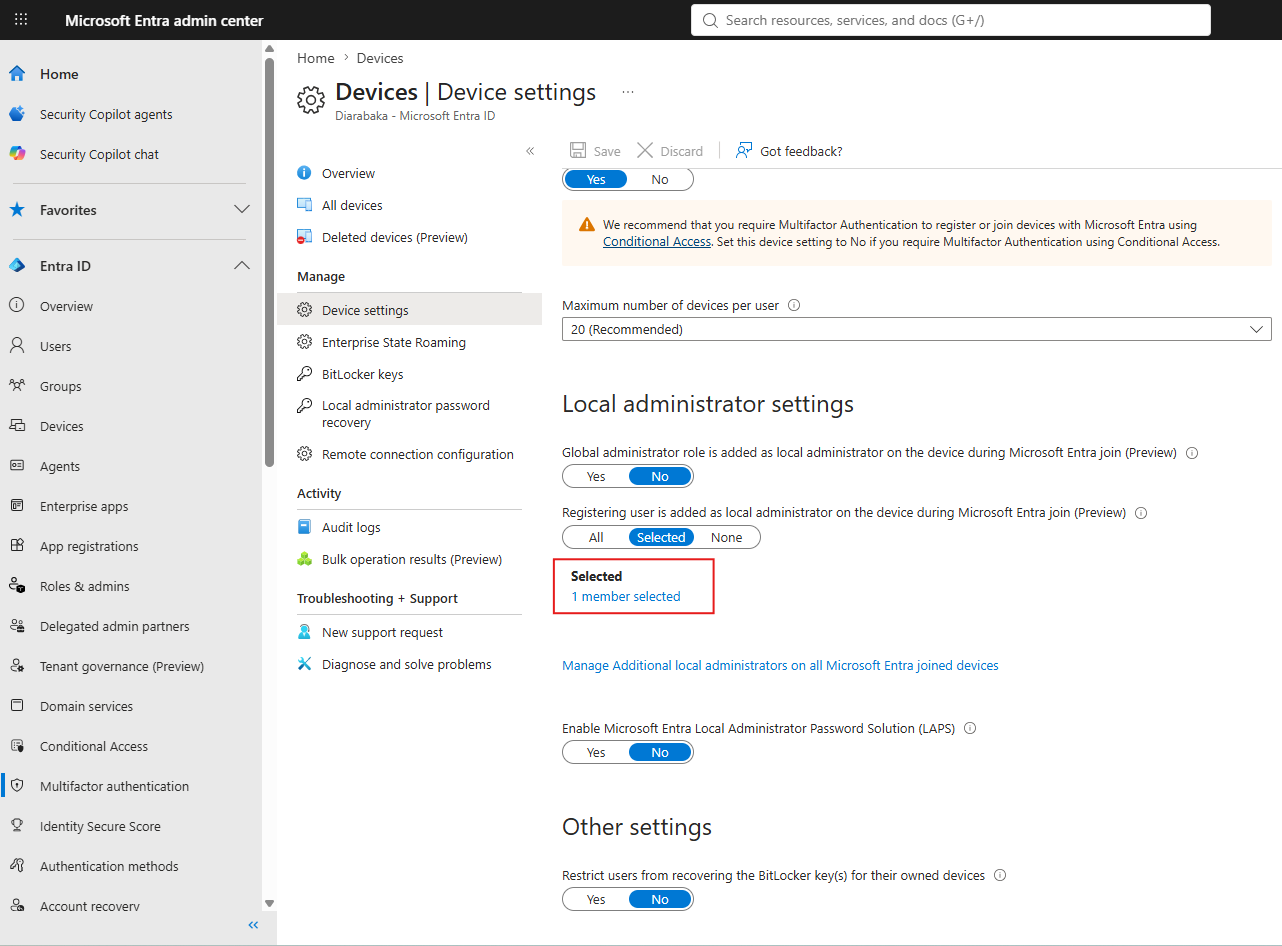 Microsoft Entra admin center
Search resources, services, and docs (G+/)
Home
Security Copilot agents
Security Copilot chat
Favorites
Entra ID
Overview
Users
Groups
Devices
Agents
Enterprise apps
App registrations
Roles & admins
Delegated admin partners
Tenant governance (Preview)
Domain services
Conditional Access
Multifactor authentication
Identity Secure Score
Authentication methods
Account recovery
Home > Devices
Devices | Device settings ...
Diarabaka - Microsoft Entra ID
Overview
All devices
Deleted devices (Preview)
Manage
Device settings
Enterprise State Roaming
BitLocker keys
Local administrator password
recovery
Remote connection configuration
Activity
Audit logs
Bulk operation results (Preview)
Troubleshooting + Support
New support request
Diagnose and solve problems
Save Discard Got feedback?
Yes No
We recommend that you require Multifactor Authentication to register or join devices with Microsoft Entra using
Conditional Access. Set this device setting to No if you require Multifactor Authentication using Conditional Access.
Maximum number of devices per user
20 (Recommended)
Local administrator settings
Global administrator role is added as local administrator on the device during Microsoft Entra join (Preview)
Yes No
Registering user is added as local administrator on the device during Microsoft Entra join (Preview)
All Selected None
Selected
1 member selected
Manage Additional local administrators on all Microsoft Entra joined devices
Enable Microsoft Entra Local Administrator Password Solution (LAPS)
Yes No
Other settings
Restrict users from recovering the BitLocker key(s) for their owned devices
Yes No